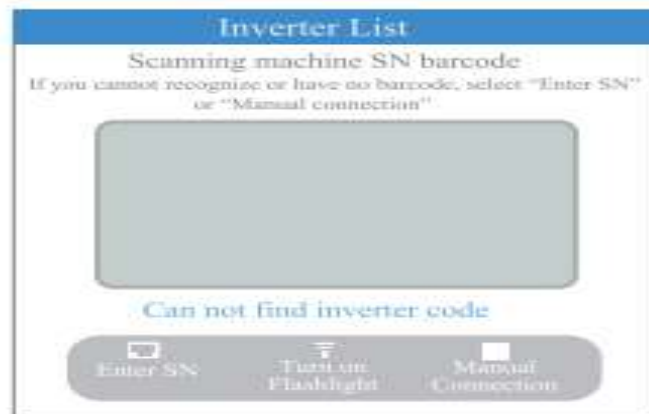 Inverter List
Scanning machine SN barcode
If you cannot recognize or have no barcode, select "Enter SN"
or "Manual connection"
Can not find inverter code
Enter SN
Turn on
Flashlight
Manual
Connection